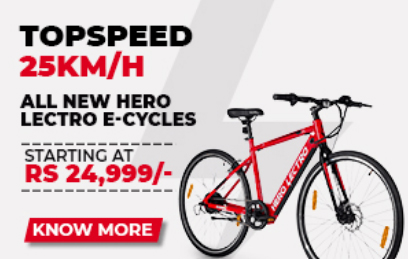 TOPSPEED
25KM/H
ALL NEW HERO
LECTRO E-CYCLES
STARTING AT
RS 24,999/-
KNOW MORE
HERO LECTRO